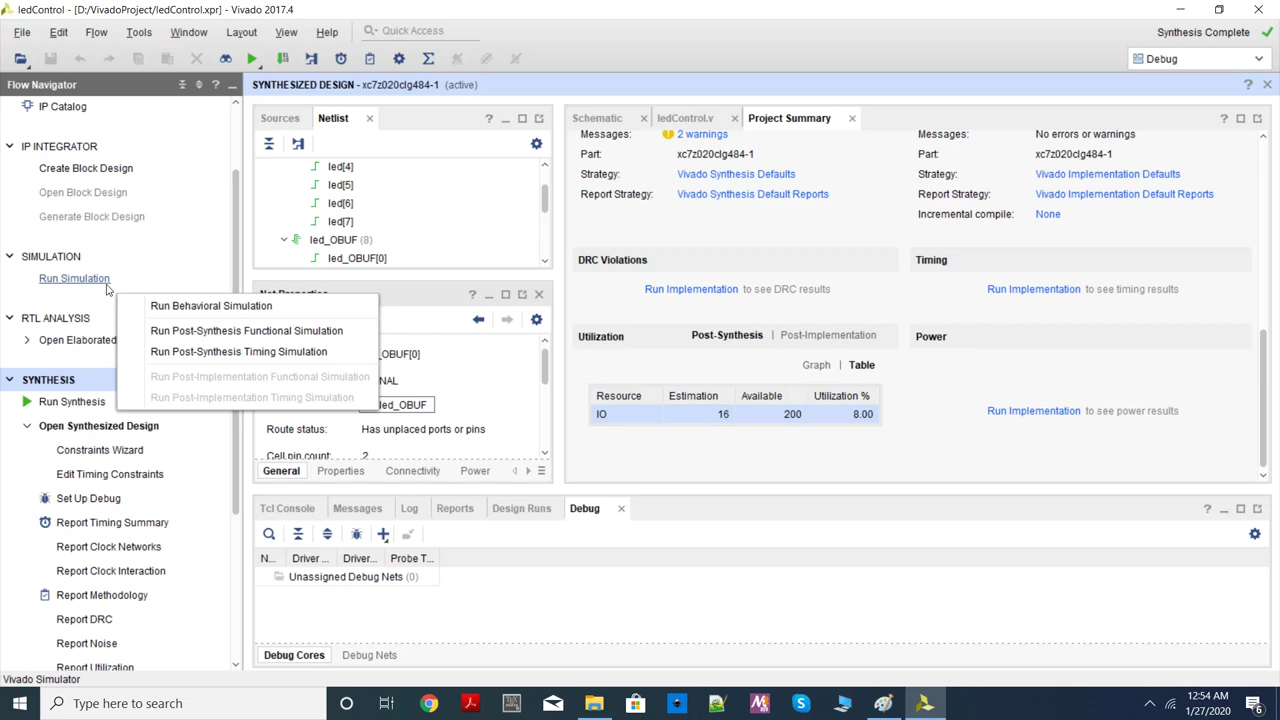 ledControl - [D:/VivadoProject/ledControl.xpr] - Vivado 2017.4
File Edit Flow Tools Window Layout View Help Quick Access
Synthesis Complete
Debug
Flow Navigator
SYNTHESIZED DESIGN - xc7z020clg484-1 (active)
IP Catalog
IP INTEGRATOR
Create Block Design
Open Block Design
Generate Block Design
SIMULATION
Run Simulation
Run Behavioral Simulation
Run Post-Synthesis Functional Simulation
Run Post-Synthesis Timing Simulation
Run Post-Implementation Functional Simulation
Run Post-Implementation Timing Simulation
RTL ANALYSIS
Open Elaborated
SYNTHESIS
Run Synthesis
Open Synthesized Design
Constraints Wizard
Edit Timing Constraints
Set Up Debug
Report Timing Summary
Report Clock Networks
Report Clock Interaction
Report Methodology
Report DRC
Report Noise
Report Utilization
Sources Netlist
led[4]
led[5]
led[6]
led[7]
led_OBUF (8)
led_OBUF[0]
Net Properties
_OBUF[0]
NAL
led_OBUF
Route status: Has unplaced ports or pins
Cell pin count: 2
General Properties Connectivity Power
Schematic ledControl.v Project Summary
Messages: 2 warnings
Part: xc7z020clg484-1
Strategy: Vivado Synthesis Defaults
Report Strategy: Vivado Synthesis Default Reports
Messages: No errors or warnings
Part: xc7z020clg484-1
Strategy: Vivado Implementation Defaults
Report Strategy: Vivado Implementation Default Reports
Incremental compile: None
DRC Violations
Run Implementation to see DRC results
Timing
Run Implementation to see timing results
Utilization Post-Synthesis | Post-Implementation
Graph | Table
Resource Estimation Available Utilization %
IO 16 200 8.00
Power
Run Implementation to see power results
Tcl Console Messages Log Reports Design Runs Debug
N... Driver ... Driver... Probe T...
Unassigned Debug Nets (0)
Debug Cores Debug Nets
Vivado Simulator
Type here to search
12:54 AM
1/27/2020
6